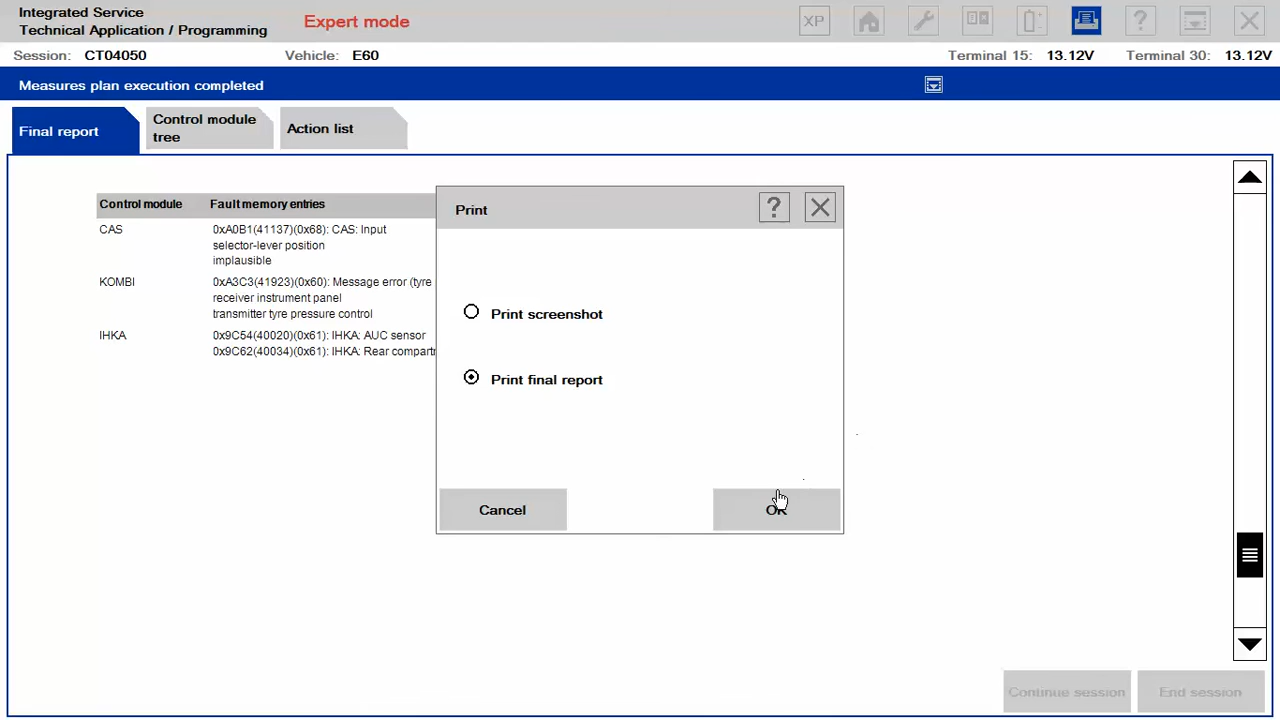 Integrated Service
Technical Application / Programming
Expert mode
XP
Session: CT04050
Vehicle: E60
Terminal 15: 13.12V
Terminal 30: 13.12V
Measures plan execution completed
Final report
Control module
tree
Action list
Control module
Fault memory entries
CAS
0xA0B1(41137)(0x68): CAS: Input
selector-lever position
implausible
KOMBI
0xA3C3(41923)(0x60): Message error (tyre
receiver instrument panel
transmitter tyre pressure control
IHKA
0x9C54(40020)(0x61): IHKA: AUC sensor
0x9C62(40034)(0x61): IHKA: Rear compartm
Print
?
Print screenshot
Print final report
Cancel
OK
Continue session
End session